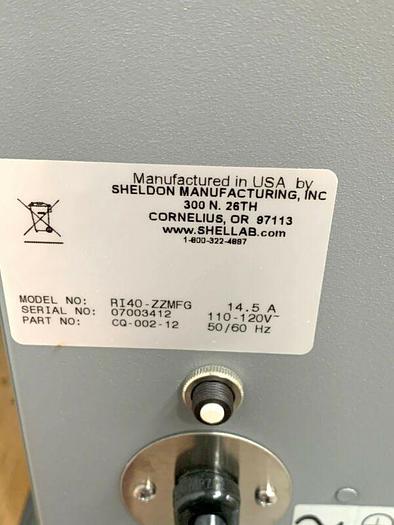 Manufactured in USA by
SHELDON MANUFACTURING, INC
300 N. 26TH
CORNELIUS, OR 97113
www.SHELLAB.com
1-800-322-4897
MODEL NO: RI40-ZZMFG 14.5 A
SERIAL NO: 07003412 110-120V~
PART NO: CQ-002-12 50/60 Hz